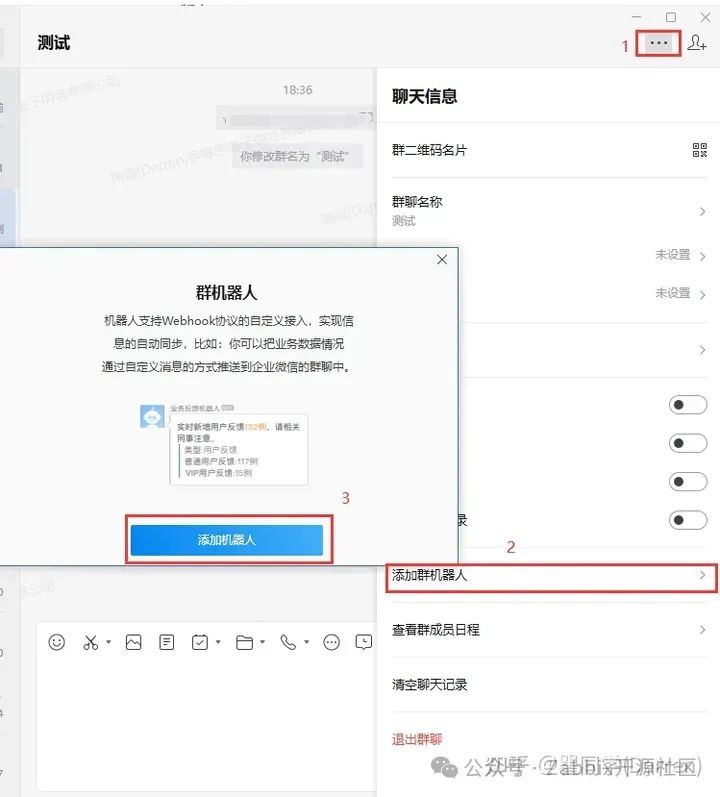 测试
1
18:36
你修改群名为“测试”
聊天信息
群二维码名片
群聊名称
测试
未设置
未设置
群机器人
机器人支持Webhook协议的自定义接入，实现信
息的自动同步，比如：你可以把业务数据情况
通过自定义消息的方式推送到企业微信的群聊中。
业务反馈机器人
实时新增用户反馈132例，请相关
同事注意。
类型:用户反馈
普通用户反馈:117例
VIP用户反馈:15例
3
添加机器人
录
2
添加群机器人
查看群成员日程
清空聊天记录
退出群聊
公众号 · Zabbix开源社区